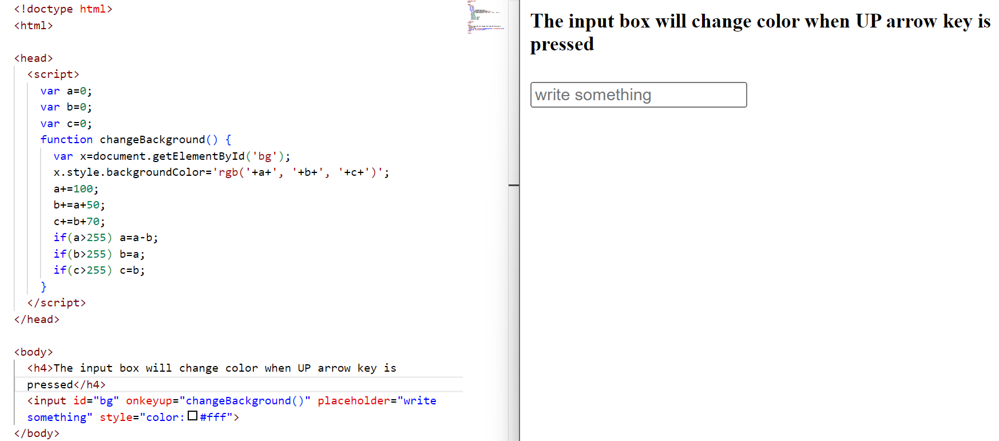 <!doctype html>
<html>
<head>
<script>
var a=0;
var b=0;
var c=0;
function changeBackground() {
var x=document.getElementById('bg');
x.style.backgroundColor='rgb('+a+', '+b+', '+c+')';
a+=100;
b+=a+50;
c+=b+70;
if(a>255) a=a-b;
if(b>255) b=a;
if(c>255) c=b;
}
</script>
</head>
<body>
<h4>The input box will change color when UP arrow key is
pressed</h4>
<input id="bg" onkeyup="changeBackground()" placeholder="write
something" style="color:#fff">
</body>
The input box will change color when UP arrow key is
pressed
write something